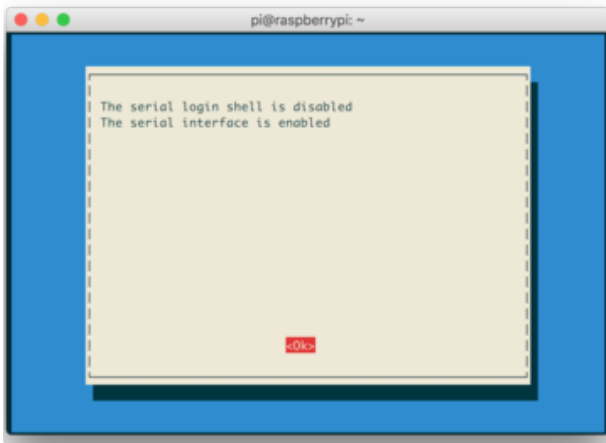 pi@raspberrypi: ~
The serial login shell is disabled
The serial interface is enabled
<Ok>